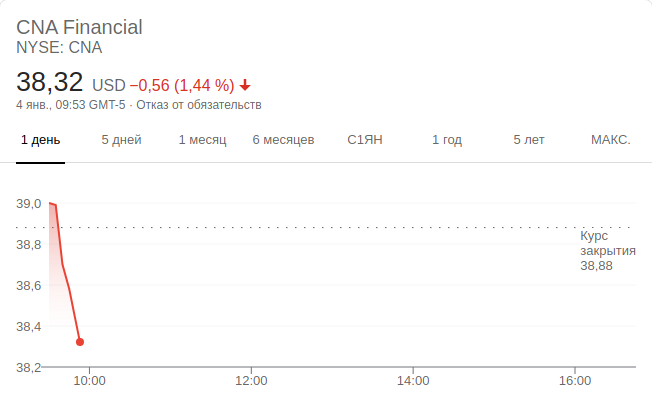 CNA Financial
NYSE: CNA
38,32 USD −0,56 (1,44 %)
4 янв., 09:53 GMT-5 · Отказ от обязательств
1 день 5 дней 1 месяц 6 месяцев С1ЯН 1 год 5 лет МАКС.
39,0
Курс
38,8
закрытия
38,88
38,6
38,4
38,2
10:00 12:00 14:00 16:00